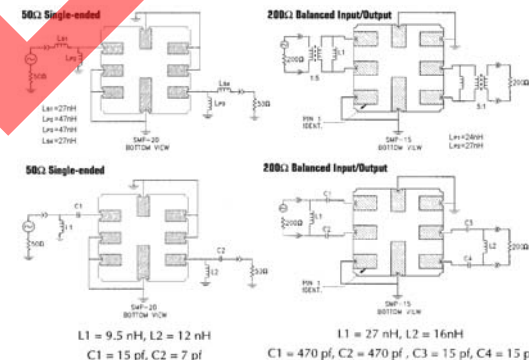 50Ω Single-ended
LS1
LP1
50Ω
LS2
LP2
50Ω
LS1=27nH
LP1=47nH
LP2=47nH
LS2=27nH
SMP-20
BOTTOM VIEW
200Ω Balanced Input/Output
50Ω
L1
1:5
5:1
50Ω
PIN 1
IDENT.
SMP-15
BOTTOM VIEW
LP1=24nH
LP2=27nH
50Ω Single-ended
C1
L1
50Ω
C2
L2
50Ω
SMP-20
BOTTOM VIEW
L1 = 9.5 nH, L2 = 12 nH
C1 = 15 pf, C2 = 7 pf
200Ω Balanced Input/Output
C1
200Ω
L1
C2
C3
L2
200Ω
C4
PIN 1
IDENT.
SMP-15
BOTTOM VIEW
L1 = 27 nH, L2 = 16nH
C1 = 470 pf, C2 = 470 pf , C3 = 15 pf, C4 = 15 p